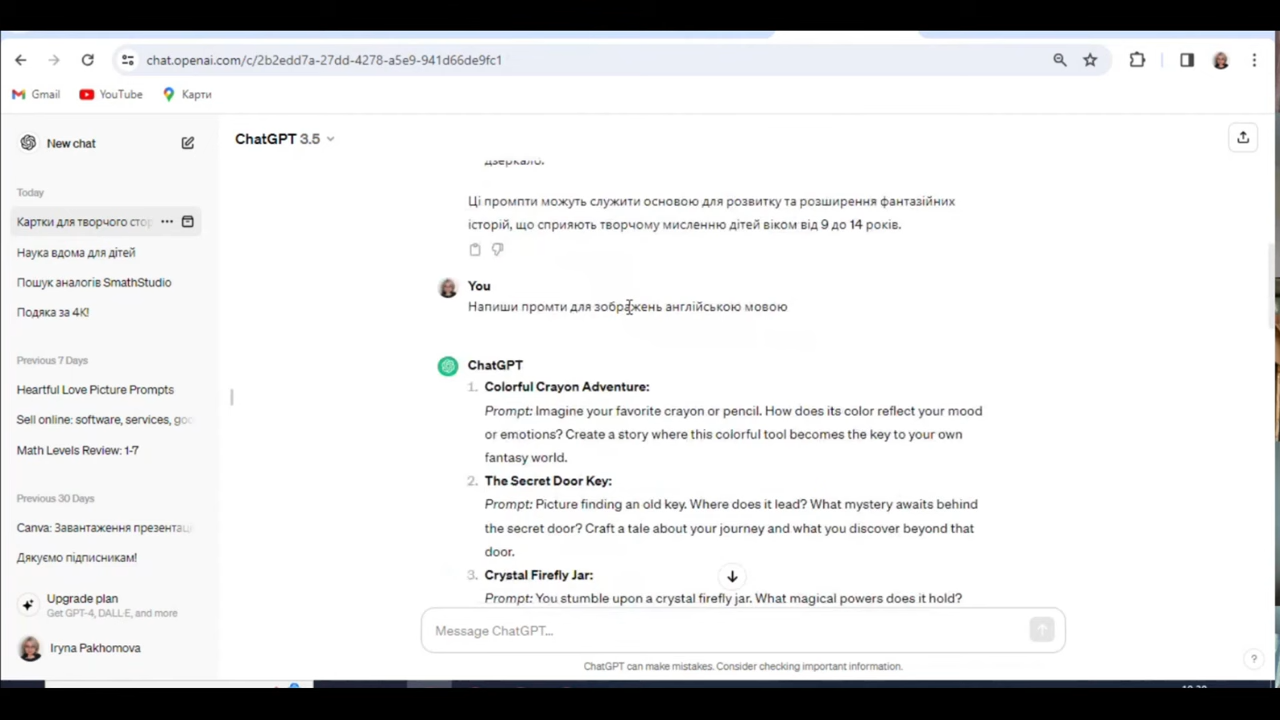 chat.openai.com/c/2b2edd7a-27dd-4278-a5e9-941d66de9fc1
Gmail
YouTube
Карти
New chat
ChatGPT 3.5
Today
Картки для творчого стор
Наука вдома для дітей
Пошук аналогів SmathStudio
Подяка за 4K!
Previous 7 Days
Heartful Love Picture Prompts
Sell online: software, services, goo
Math Levels Review: 1-7
Previous 30 Days
Canva: Завантаження презентац
Дякуємо підписникам!
Upgrade plan
Get GPT-4, DALL·E, and more
Iryna Pakhomova
дзеркало.
Ці промпти можуть служити основою для розвитку та розширення фантазійних
історій, що сприяють творчому мисленню дітей віком від 9 до 14 років.
You
Напиши промти для зображень англійською мовою
ChatGPT
1. Colorful Crayon Adventure:
Prompt: Imagine your favorite crayon or pencil. How does its color reflect your mood
or emotions? Create a story where this colorful tool becomes the key to your own
fantasy world.
2. The Secret Door Key:
Prompt: Picture finding an old key. Where does it lead? What mystery awaits behind
the secret door? Craft a tale about your journey and what you discover beyond that
door.
3. Crystal Firefly Jar:
Prompt: You stumble upon a crystal firefly jar. What magical powers does it hold?
Message ChatGPT...
ChatGPT can make mistakes. Consider checking important information.
?